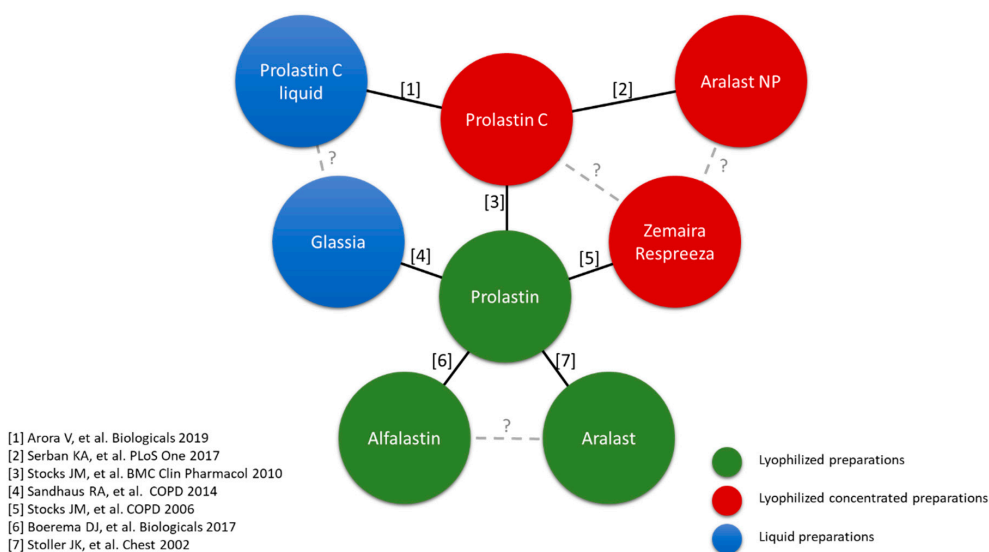 Prolastin C
liquid
[1]
Prolastin C
[2]
Aralast NP
?
?
?
[3]
Glassia
[4]
Zemaira
Respreeza
[5]
Prolastin
[6]
[7]
Alfalastin
?
Aralast
[1] Arora V, et al. Biologicals 2019
[2] Serban KA, et al. PLoS One 2017
[3] Stocks JM, et al. BMC Clin Pharmacol 2010
[4] Sandhaus RA, et al.  COPD 2014
[5] Stocks JM, et al. COPD 2006
[6] Boerema DJ, et al. Biologicals 2017
[7] Stoller JK, et al. Chest 2002
Lyophilized preparations
Lyophilized concentrated preparations
Liquid preparations